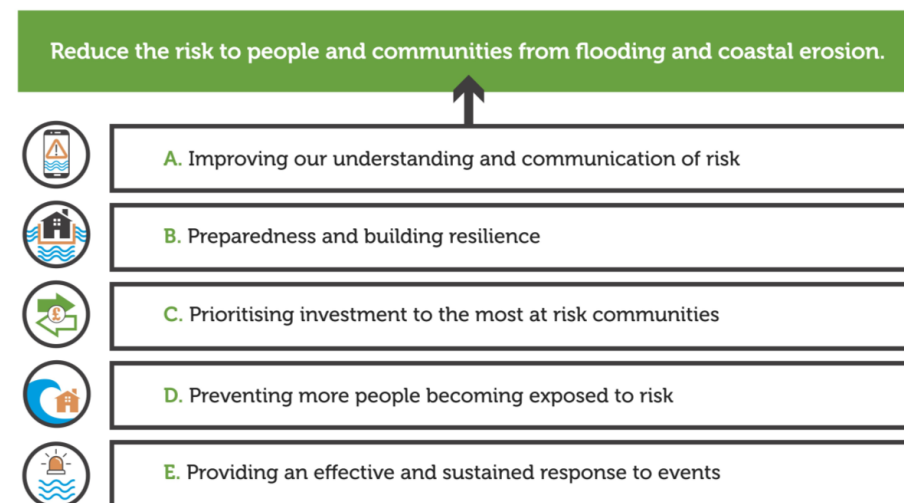 Reduce the risk to people and communities from flooding and coastal erosion.
A. Improving our understanding and communication of risk
B. Preparedness and building resilience
£
C. Prioritising investment to the most at risk communities
D. Preventing more people becoming exposed to risk
E. Providing an effective and sustained response to events